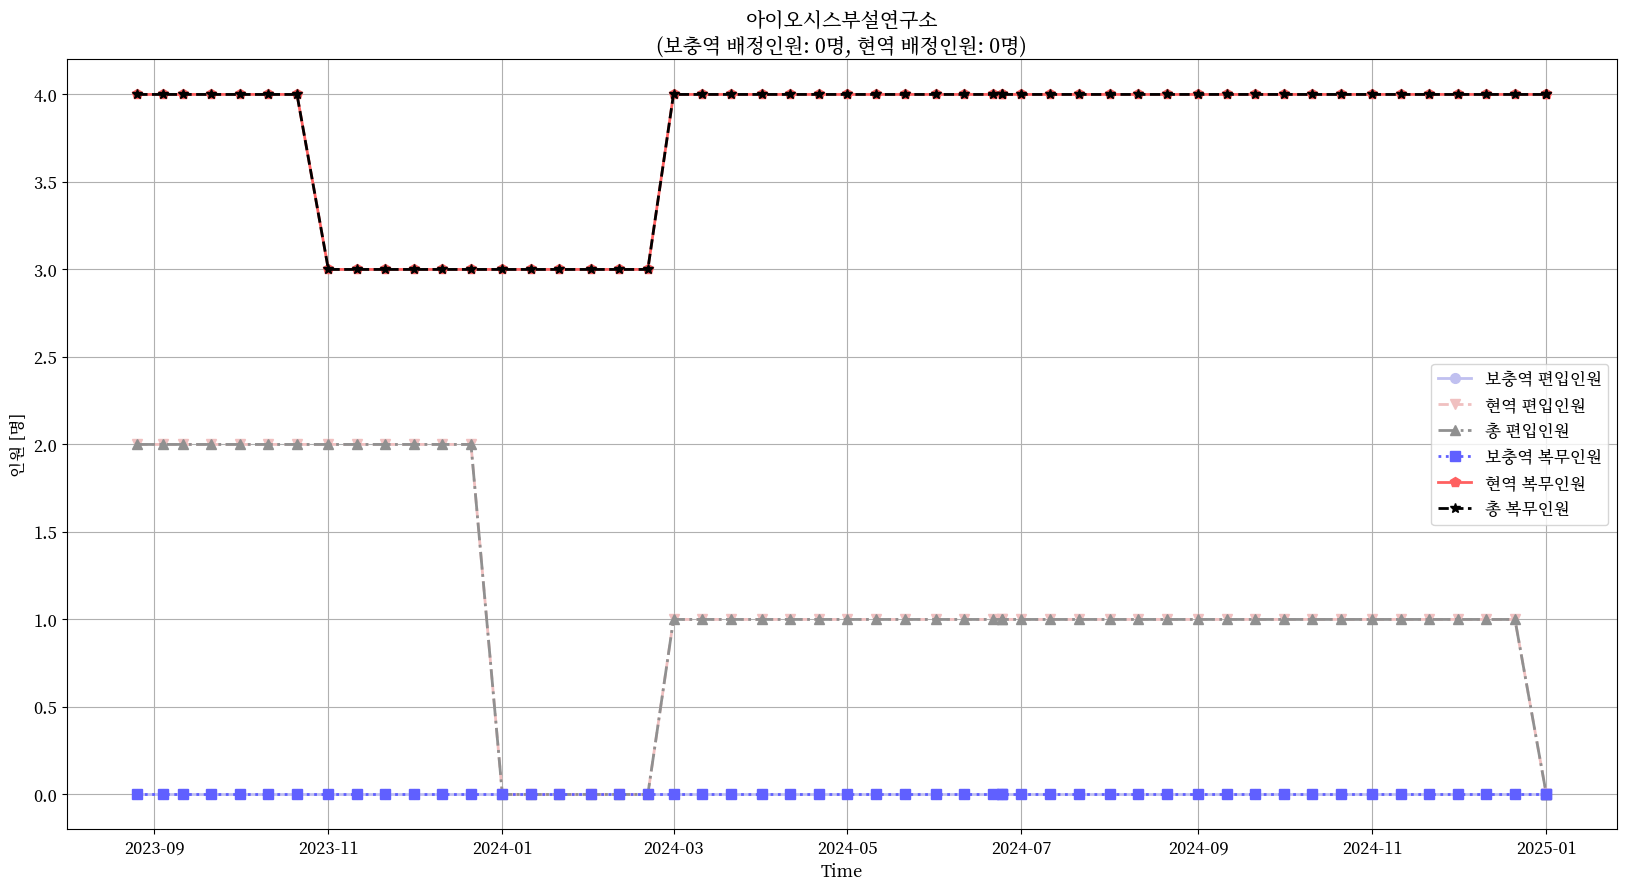 아이오시스부설연구소
(보충역 배정인원: 0명, 현역 배정인원: 0명)
4.0
3.5
3.0
2.5
2.0
1.5
1.0
0.5
0.0
인원 [명]
보충역 편입인원
현역 편입인원
총 편입인원
보충역 복무인원
현역 복무인원
총 복무인원
2023-09
2023-11
2024-01
2024-03
2024-05
2024-07
2024-09
2024-11
2025-01
Time